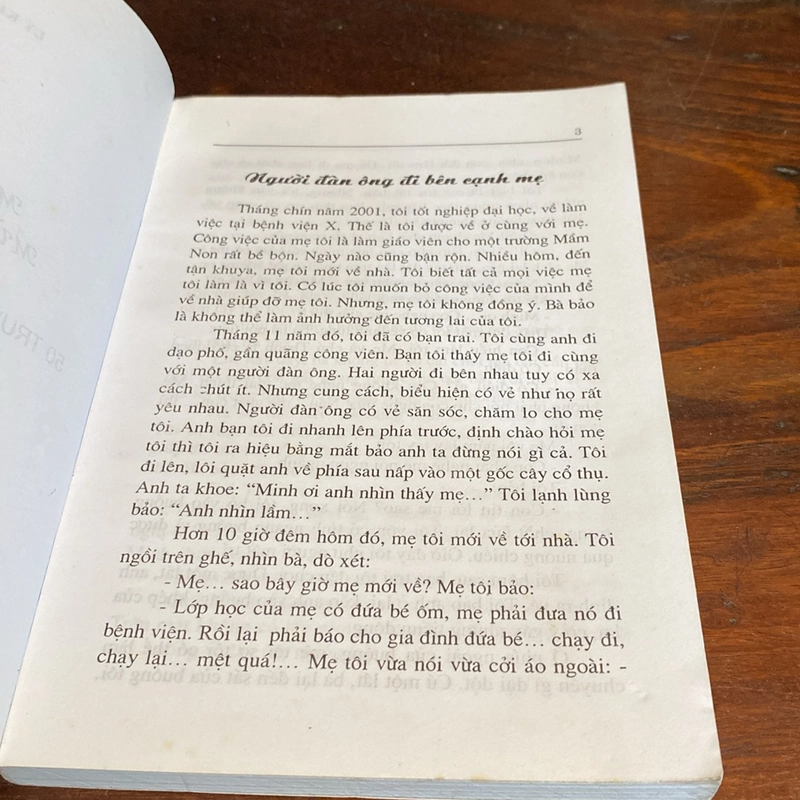 3
Người đàn ông đi bên cạnh mẹ
Tháng chín năm 2001, tôi tốt nghiệp đại học, về làm
việc tại bệnh viện X. Thế là tôi được về ở cùng với mẹ.
Công việc của mẹ tôi là làm giáo viên cho một trường Mầm
Non rất bề bộn. Ngày nào cũng bận rộn. Nhiều hôm, đến
tận khuya, mẹ tôi mới về nhà. Tôi biết tất cả mọi việc mẹ
tôi làm là vì tôi. Có lúc tôi muốn bỏ công việc của mình để
về nhà giúp đỡ mẹ tôi. Nhưng, mẹ tôi không đồng ý. Bà bảo
là không thể làm ảnh hưởng đến tương lai của tôi.
Tháng 11 năm đó, tôi đã có bạn trai. Tôi cùng anh đi
dạo phố, gần quãng công viên. Bạn tôi thấy mẹ tôi đi cùng
với một người đàn ông. Hai người đi bên nhau tuy có xa
cách chút ít. Nhưng cung cách, biểu hiện có vẻ như họ rất
yêu nhau. Người đàn ông có vẻ săn sóc, chăm lo cho mẹ
tôi. Anh bạn tôi đi nhanh lên phía trước, định chào hỏi mẹ
tôi thì tôi ra hiệu bằng mắt bảo anh ta đừng nói gì cả. Tôi
đi lên, lôi quặt anh về phía sau nấp vào một gốc cây cổ thụ.
Anh ta khoe: “Minh ơi anh nhìn thấy mẹ...” Tôi lạnh lùng
bảo: “Anh nhìn lầm...”
Hơn 10 giờ đêm hôm đó, mẹ tôi mới về tới nhà. Tôi
ngồi trên ghế, nhìn bà, dò xét:
- Mẹ... sao bây giờ mẹ mới về? Mẹ tôi bảo:
- Lớp học của mẹ có đứa bé ốm, mẹ phải đưa nó đi
bệnh viện. Rồi lại phải báo cho gia đình đứa bé... chạy đi,
chạy lại... mệt quá!... Mẹ tôi vừa nói vừa cởi áo ngoài: -